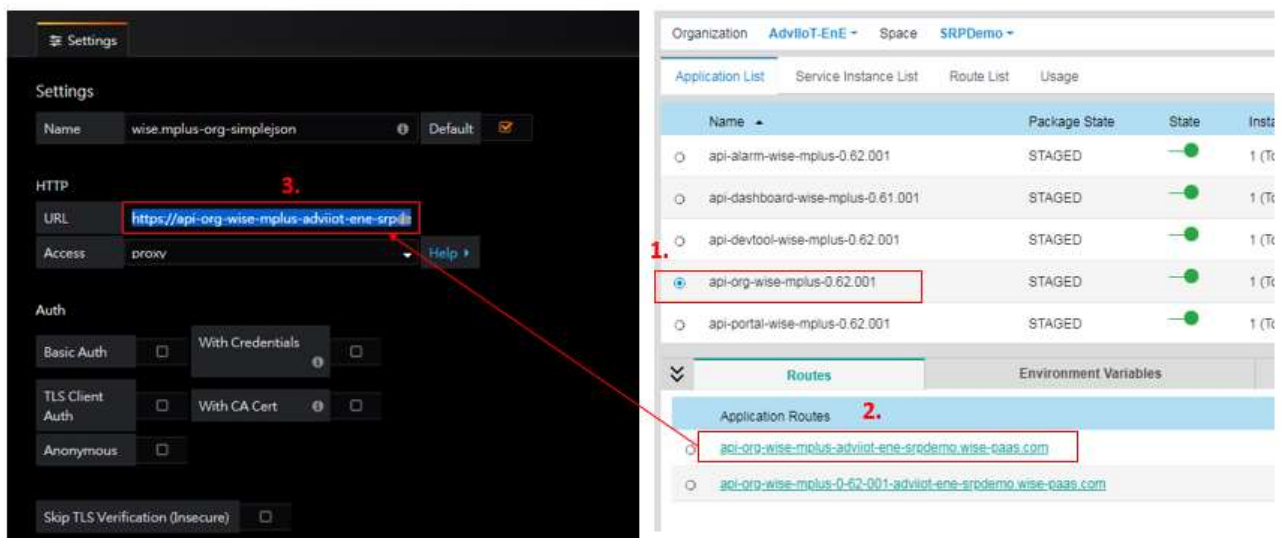 Settings
Settings
Name wise.mplus-org-simplejson Default
HTTP
3.
URL https://api-org-wise-mplus-adviiot-ene-srpde
Access proxy Help
Auth
Basic Auth With Credentials
TLS Client Auth With CA Cert
Anonymous
Skip TLS Verification (Insecure)
Organization AdvIIoT-EnE Space SRPDemo
Application List Service Instance List Route List Usage
Name Package State State Insta
api-alarm-wise-mplus-0.62.001 STAGED 1 (To
api-dashboard-wise-mplus-0.61.001 STAGED 1 (To
api-devtool-wise-mplus-0.62.001 STAGED 1 (To
1.
api-org-wise-mplus-0.62.001 STAGED 1 (To
api-portal-wise-mplus-0.62.001 STAGED 1 (To
Routes Environment Variables
Application Routes 2.
api-org-wise-mplus-adviiot-ene-srpdemo.wise-paas.com
api-org-wise-mplus-0-62-001-adviiot-ene-srpdemo.wise-paas.com